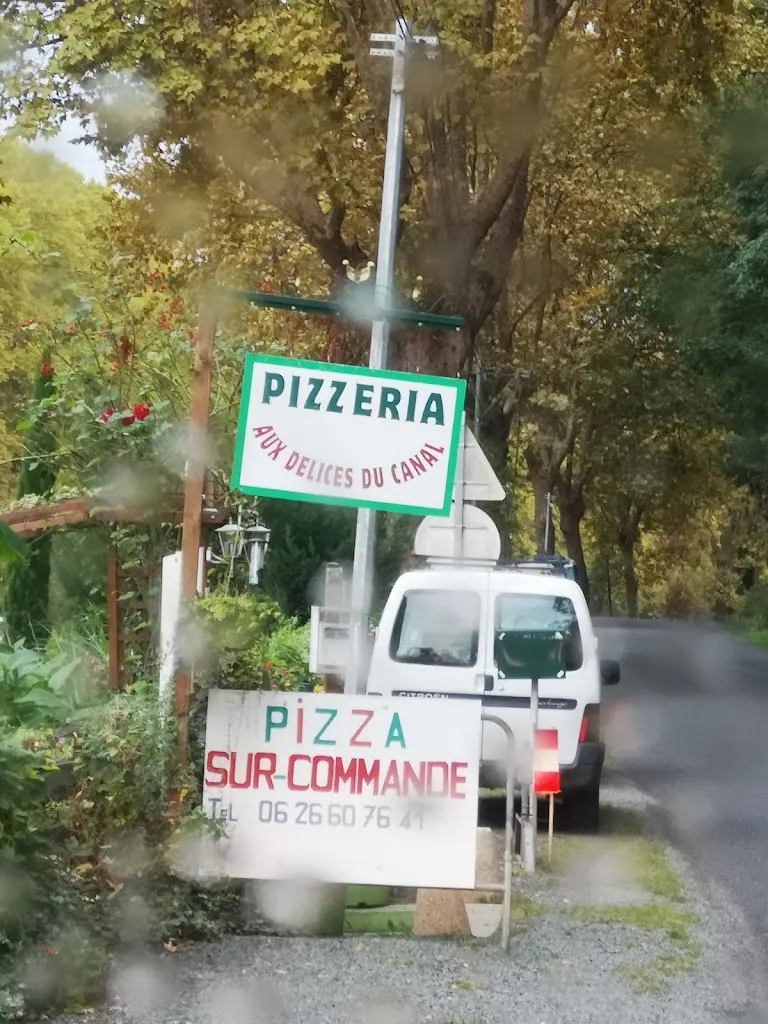 PIZZERIA
AUX DELICES DU CANAL
CITROËN
PiZZA
SUR-COMMANDE
TEL 06 26 60 76 41